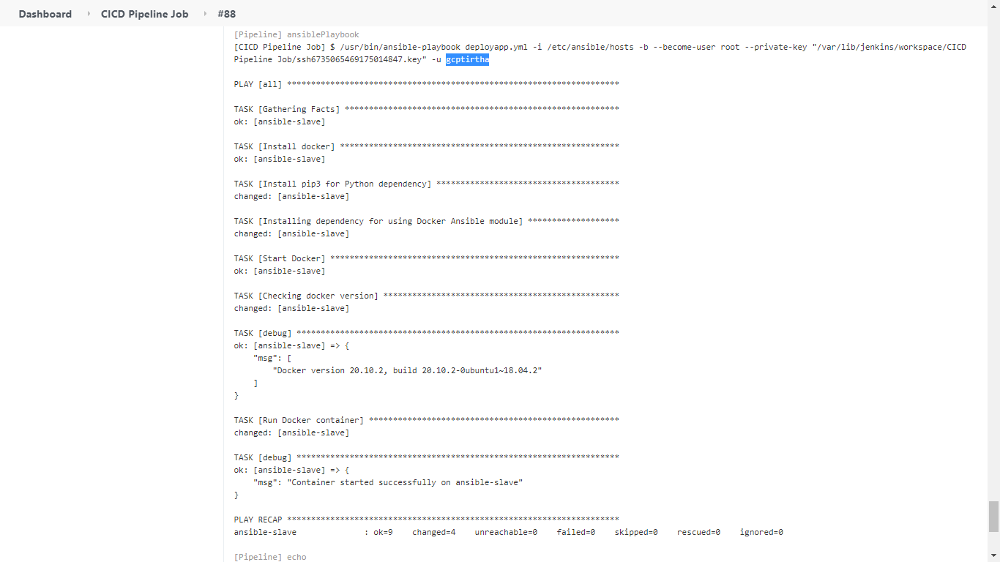 Dashboard › CICD Pipeline Job › #88
[Pipeline] ansiblePlaybook
[CICD Pipeline Job] $ /usr/bin/ansible-playbook deployapp.yml -i /etc/ansible/hosts -b --become-user root --private-key "/var/lib/jenkins/workspace/CICD
Pipeline Job/ssh6735065469175014847.key" -u gcptirtha
PLAY [all] *********************************************************************
TASK [Gathering Facts] *********************************************************
ok: [ansible-slave]
TASK [Install docker] **********************************************************
ok: [ansible-slave]
TASK [Install pip3 for Python dependency] **************************************
changed: [ansible-slave]
TASK [Installing dependency for using Docker Ansible module] *******************
changed: [ansible-slave]
TASK [Start Docker] ************************************************************
ok: [ansible-slave]
TASK [Checking docker version] *************************************************
changed: [ansible-slave]
TASK [debug] *******************************************************************
ok: [ansible-slave] => {
    "msg": [
        "Docker version 20.10.2, build 20.10.2-0ubuntu1~18.04.2"
    ]
}
TASK [Run Docker container] ****************************************************
changed: [ansible-slave]
TASK [debug] *******************************************************************
ok: [ansible-slave] => {
    "msg": "Container started successfully on ansible-slave"
}
PLAY RECAP *********************************************************************
ansible-slave              : ok=9    changed=4    unreachable=0    failed=0    skipped=0    rescued=0    ignored=0
[Pipeline] echo